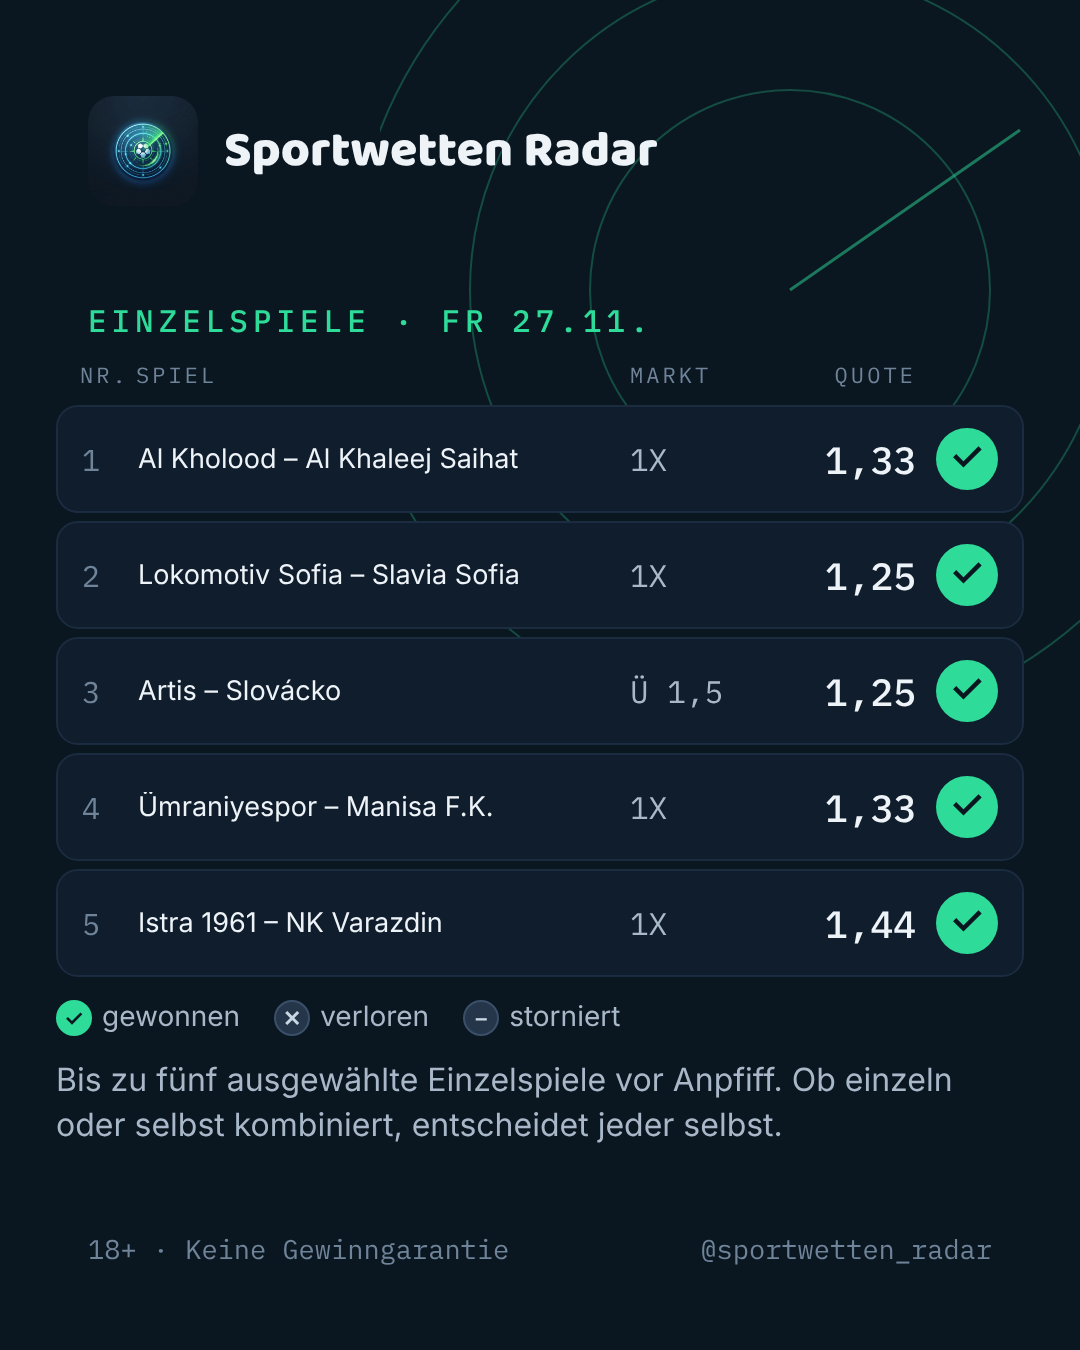 Sportwetten Radar
EINZELSPIELE · FR 27.11.
NR. SPIEL MARKT QUOTE
1 Al Kholood – Al Khaleej Saihat 1X 1,33
2 Lokomotiv Sofia – Slavia Sofia 1X 1,25
3 Artis – Slovácko Ü 1,5 1,25
4 Ümraniyespor – Manisa F.K. 1X 1,33
5 Istra 1961 – NK Varazdin 1X 1,44
gewonnen verloren storniert
Bis zu fünf ausgewählte Einzelspiele vor Anpfiff. Ob einzeln
oder selbst kombiniert, entscheidet jeder selbst.
18+ · Keine Gewinngarantie @sportwetten_radar